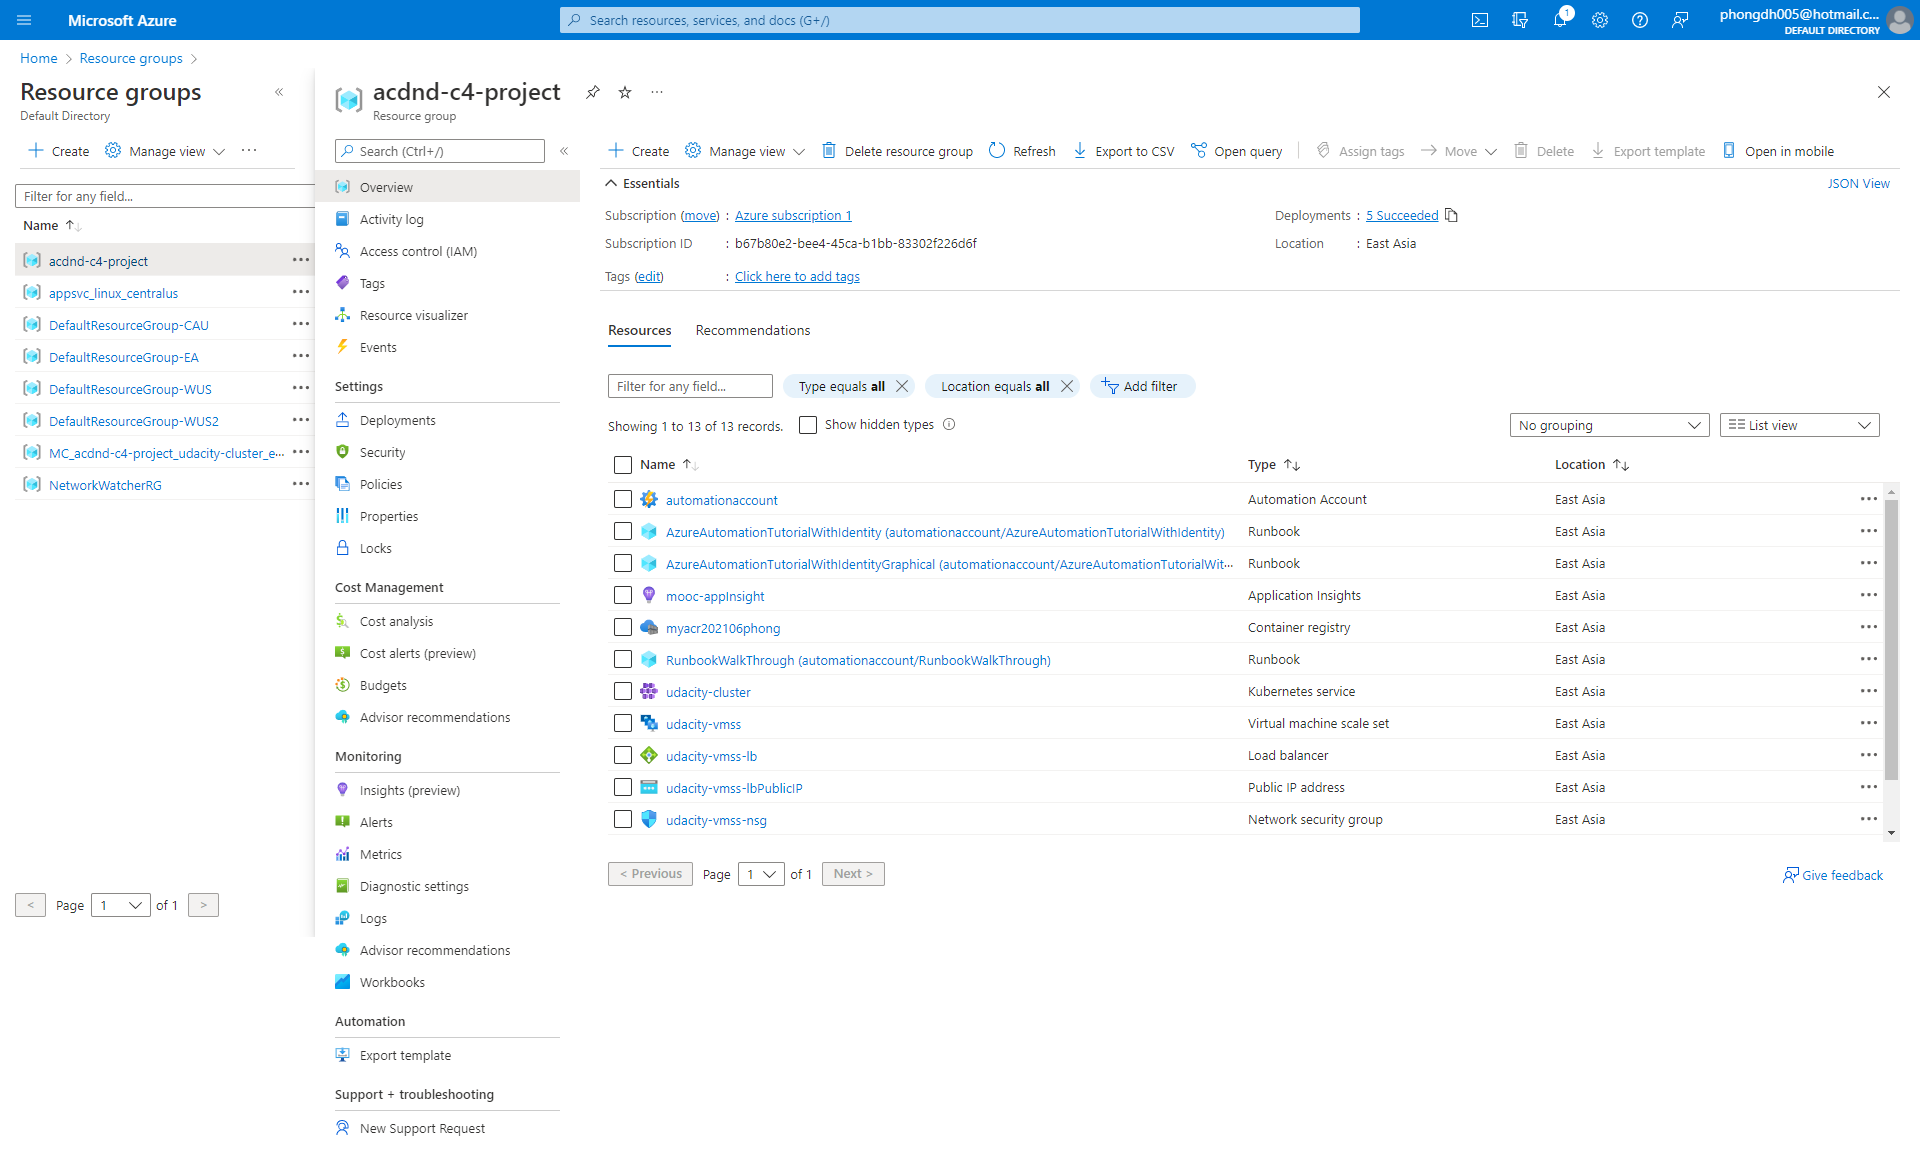 Microsoft Azure
Search resources, services, and docs (G+/)
1
phongdh005@hotmail.c...
DEFAULT DIRECTORY
Home > Resource groups >
Resource groups
Default Directory
Create Manage view ...
Filter for any field...
Name
acdnd-c4-project
appsvc_linux_centralus
DefaultResourceGroup-CAU
DefaultResourceGroup-EA
DefaultResourceGroup-WUS
DefaultResourceGroup-WUS2
MC_acdnd-c4-project_udacity-cluster_e...
NetworkWatcherRG
< Page 1 of 1 >
acdnd-c4-project
Resource group
Search (Ctrl+/)
Overview
Activity log
Access control (IAM)
Tags
Resource visualizer
Events
Settings
Deployments
Security
Policies
Properties
Locks
Cost Management
Cost analysis
Cost alerts (preview)
Budgets
Advisor recommendations
Monitoring
Insights (preview)
Alerts
Metrics
Diagnostic settings
Logs
Advisor recommendations
Workbooks
Automation
Export template
Support + troubleshooting
New Support Request
Create Manage view Delete resource group Refresh Export to CSV Open query Assign tags Move Delete Export template Open in mobile
Essentials
JSON View
Subscription (move) : Azure subscription 1
Deployments : 5 Succeeded
Subscription ID : b67b80e2-bee4-45ca-b1bb-83302f226d6f
Location : East Asia
Tags (edit) : Click here to add tags
Resources Recommendations
Filter for any field... Type equals all Location equals all Add filter
Showing 1 to 13 of 13 records. Show hidden types
No grouping List view
Name Type Location
automationaccount Automation Account East Asia
AzureAutomationTutorialWithIdentity (automationaccount/AzureAutomationTutorialWithIdentity) Runbook East Asia
AzureAutomationTutorialWithIdentityGraphical (automationaccount/AzureAutomationTutorialWit... Runbook East Asia
mooc-appInsight Application Insights East Asia
myacr202106phong Container registry East Asia
RunbookWalkThrough (automationaccount/RunbookWalkThrough) Runbook East Asia
udacity-cluster Kubernetes service East Asia
udacity-vmss Virtual machine scale set East Asia
udacity-vmss-lb Load balancer East Asia
udacity-vmss-lbPublicIP Public IP address East Asia
udacity-vmss-nsg Network security group East Asia
< Previous Page 1 of 1 Next >
Give feedback